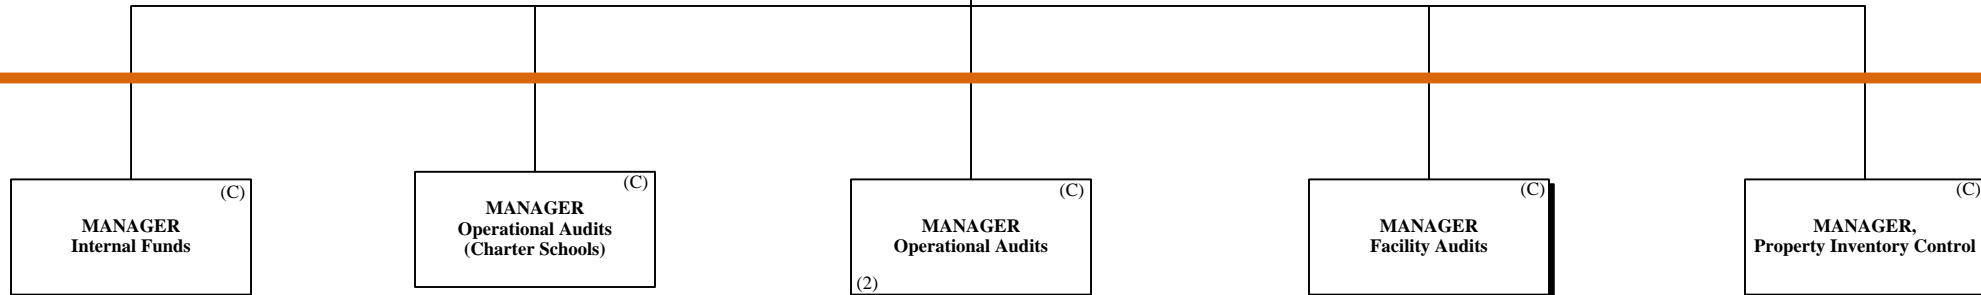 (C)
MANAGER
Internal Funds
(C)
MANAGER
Operational Audits
(Charter Schools)
(C)
MANAGER
Operational Audits
(2)
(C)
MANAGER
Facility Audits
(C)
MANAGER,
Property Inventory Control